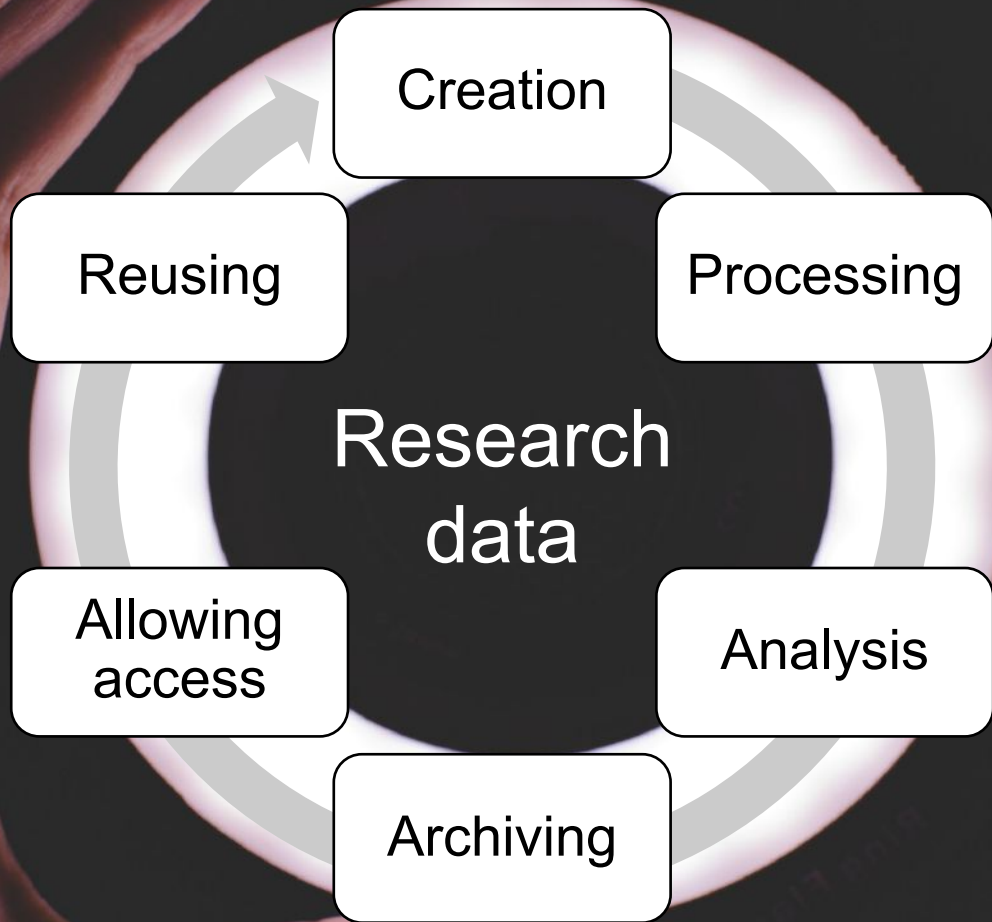 Creation
Processing
Analysis
Archiving
Allowing
access
Reusing
Research
data